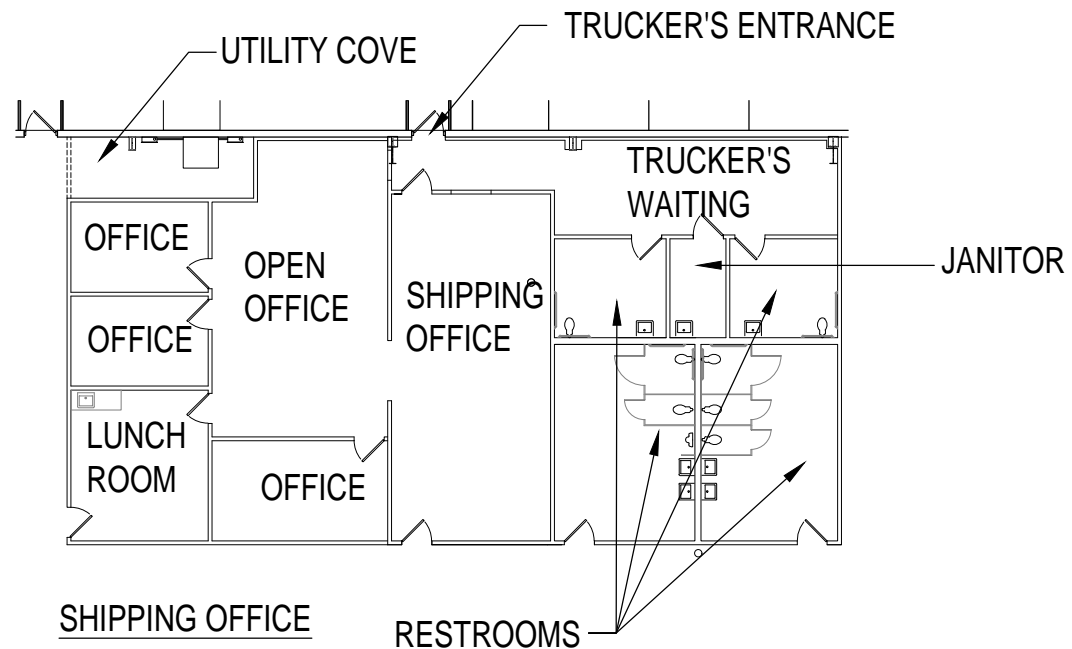 TRUCKER'S ENTRANCE
UTILITY COVE
TRUCKER'S
WAITING
OFFICE
OPEN
OFFICE
JANITOR
SHIPPING
OFFICE
OFFICE
LUNCH
ROOM
OFFICE
SHIPPING OFFICE
RESTROOMS